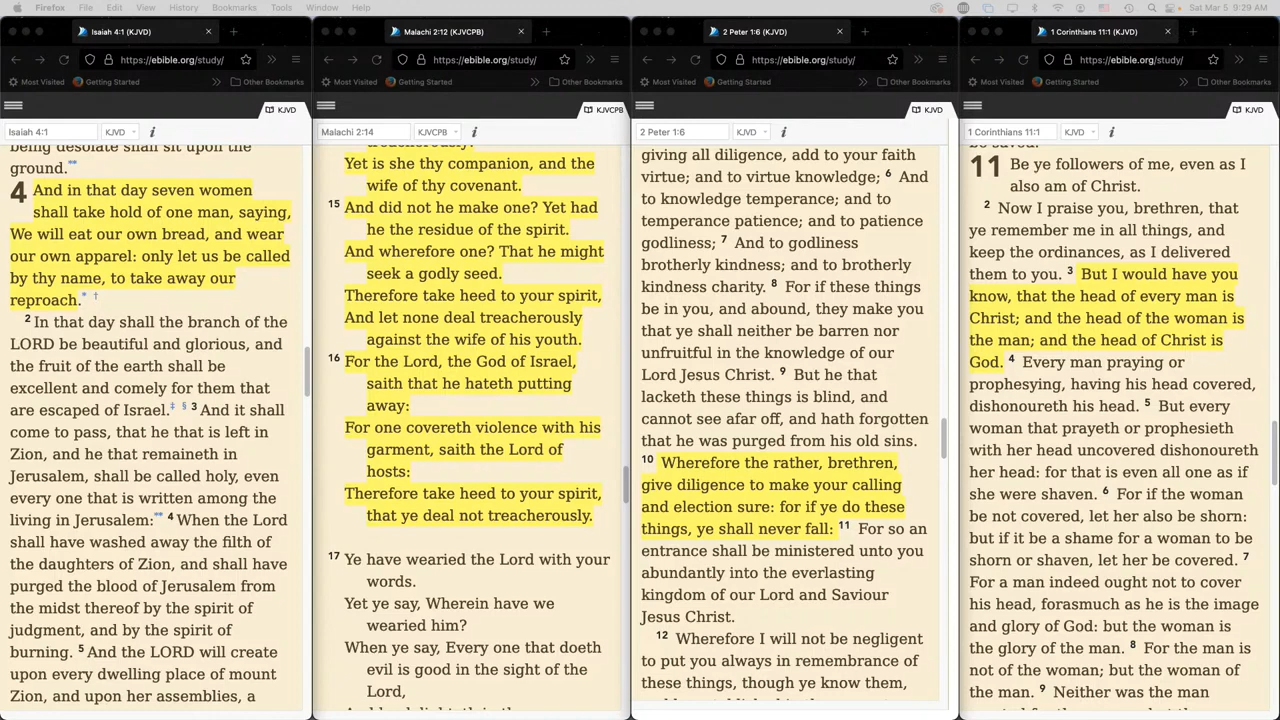 Firefox File Edit View History Bookmarks Tools Window Help
Sat Mar 5 9:29 AM
Isaiah 4:1 (KJVD)
https://ebible.org/study/
Most Visited Getting Started Other Bookmarks
KJVD
Isaiah 4:1 KJVD
being desolate shall sit upon the
ground.**
4 And in that day seven women
shall take hold of one man, saying,
We will eat our own bread, and wear
our own apparel: only let us be called
by thy name, to take away our
reproach.* †
2 In that day shall the branch of the
LORD be beautiful and glorious, and
the fruit of the earth shall be
excellent and comely for them that
are escaped of Israel.‡ § 3 And it shall
come to pass, that he that is left in
Zion, and he that remaineth in
Jerusalem, shall be called holy, even
every one that is written among the
living in Jerusalem:** 4 When the Lord
shall have washed away the filth of
the daughters of Zion, and shall have
purged the blood of Jerusalem from
the midst thereof by the spirit of
judgment, and by the spirit of
burning. 5 And the LORD will create
upon every dwelling place of mount
Zion, and upon her assemblies, a
Malachi 2:12 (KJVCPB)
https://ebible.org/study/
Most Visited Getting Started Other Bookmarks
KJVCPB
Malachi 2:14 KJVCPB
Yet is she thy companion, and the
wife of thy covenant.
15 And did not he make one? Yet had
he the residue of the spirit.
And wherefore one? That he might
seek a godly seed.
Therefore take heed to your spirit,
And let none deal treacherously
against the wife of his youth.
16 For the Lord, the God of Israel,
saith that he hateth putting
away:
For one covereth violence with his
garment, saith the Lord of
hosts:
Therefore take heed to your spirit,
that ye deal not treacherously.
17 Ye have wearied the Lord with your
words.
Yet ye say, Wherein have we
wearied him?
When ye say, Every one that doeth
evil is good in the sight of the
Lord,
2 Peter 1:6 (KJVD)
https://ebible.org/study/
Most Visited Getting Started Other Bookmarks
KJVD
2 Peter 1:6 KJVD
giving all diligence, add to your faith
virtue; and to virtue knowledge; 6 And
to knowledge temperance; and to
temperance patience; and to patience
godliness; 7 And to godliness
brotherly kindness; and to brotherly
kindness charity. 8 For if these things
be in you, and abound, they make you
that ye shall neither be barren nor
unfruitful in the knowledge of our
Lord Jesus Christ. 9 But he that
lacketh these things is blind, and
cannot see afar off, and hath forgotten
that he was purged from his old sins.
10 Wherefore the rather, brethren,
give diligence to make your calling
and election sure: for if ye do these
things, ye shall never fall: 11 For so an
entrance shall be ministered unto you
abundantly into the everlasting
kingdom of our Lord and Saviour
Jesus Christ.
12 Wherefore I will not be negligent
to put you always in remembrance of
these things, though ye know them,
1 Corinthians 11:1 (KJVD)
https://ebible.org/study/
Most Visited Getting Started Other Bookmarks
KJVD
1 Corinthians 11:1 KJVD
be saved.
11 Be ye followers of me, even as I
also am of Christ.
2 Now I praise you, brethren, that
ye remember me in all things, and
keep the ordinances, as I delivered
them to you. 3 But I would have you
know, that the head of every man is
Christ; and the head of the woman is
the man; and the head of Christ is
God. 4 Every man praying or
prophesying, having his head covered,
dishonoureth his head. 5 But every
woman that prayeth or prophesieth
with her head uncovered dishonoureth
her head: for that is even all one as if
she were shaven. 6 For if the woman
be not covered, let her also be shorn:
but if it be a shame for a woman to be
shorn or shaven, let her be covered. 7
For a man indeed ought not to cover
his head, forasmuch as he is the image
and glory of God: but the woman is
the glory of the man. 8 For the man is
not of the woman; but the woman of
the man. 9 Neither was the man